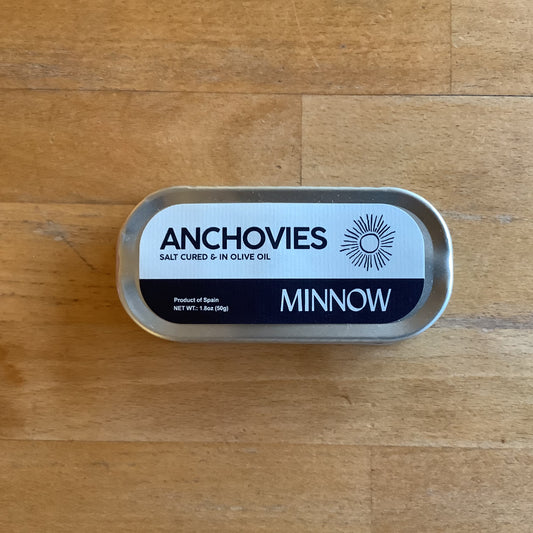 ANCHOVIES
SALT CURED & IN OLIVE OIL
Product of Spain
NET WT.: 1.8oz (50g)
MINNOW